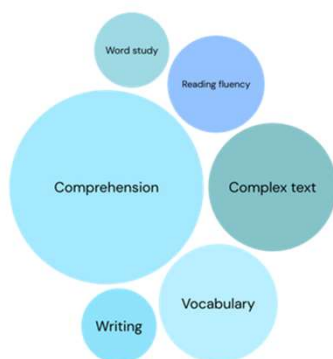 Word study
Reading fluency
Comprehension
Complex text
Vocabulary
Writing